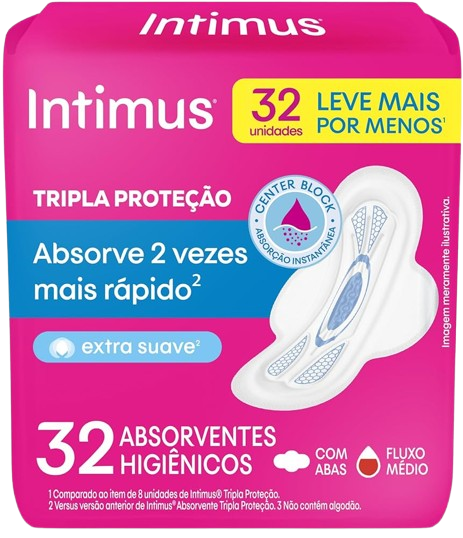 Intimus®
Intimus®
32
unidades
LEVE MAIS
POR MENOS¹
TRIPLA PROTEÇÃO
CENTER BLOCK
ABSORÇÃO INSTANTÂNEA
Absorve 2 vezes
mais rápido²
extra suave²
Imagem meramente ilustrativa.
32
ABSORVENTES
HIGIÊNICOS
COM
ABAS
FLUXO
MÉDIO
1 Comparado ao item de 8 unidades de Intimus® Tripla Proteção.
2 Versus versão anterior de Intimus® Absorvente Tripla Proteção. 3 Não contém algodão.